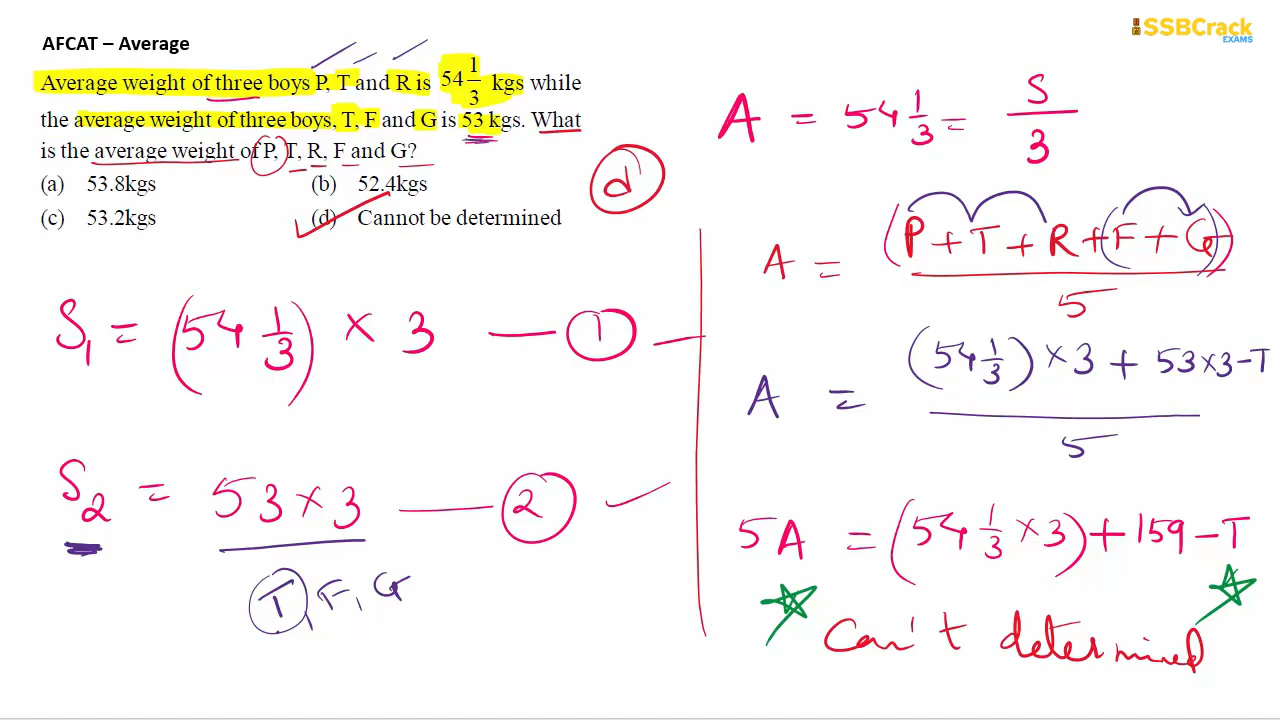 SSBCrack
EXAMS
AFCAT – Average
Average weight of three boys P, T and R is 54 1/3 kgs while
the average weight of three boys, T, F and G is 53 kgs. What
is the average weight of P, T, R, F and G?
(a) 53.8kgs (b) 52.4kgs
(c) 53.2kgs (d) Cannot be determined
d
S1 = (54 1/3) × 3 — 1
S2 = 53 × 3 — 2
T, F, G
A = 54 1/3 = S/3
A = (P + T + R + (F + G))/5
A = ((54 1/3) × 3 + 53 × 3 - T)/5
5A = (54 1/3 × 3) + 159 - T
Can't determined